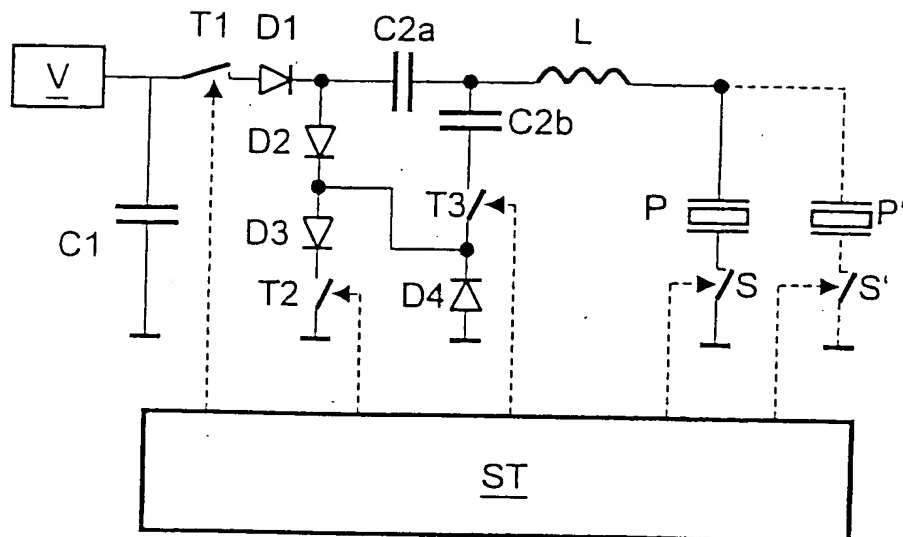 T1 D1 C2a L
V
C2b
D2
T3 P P'
C1 D3
T2 D4 S S'
ST